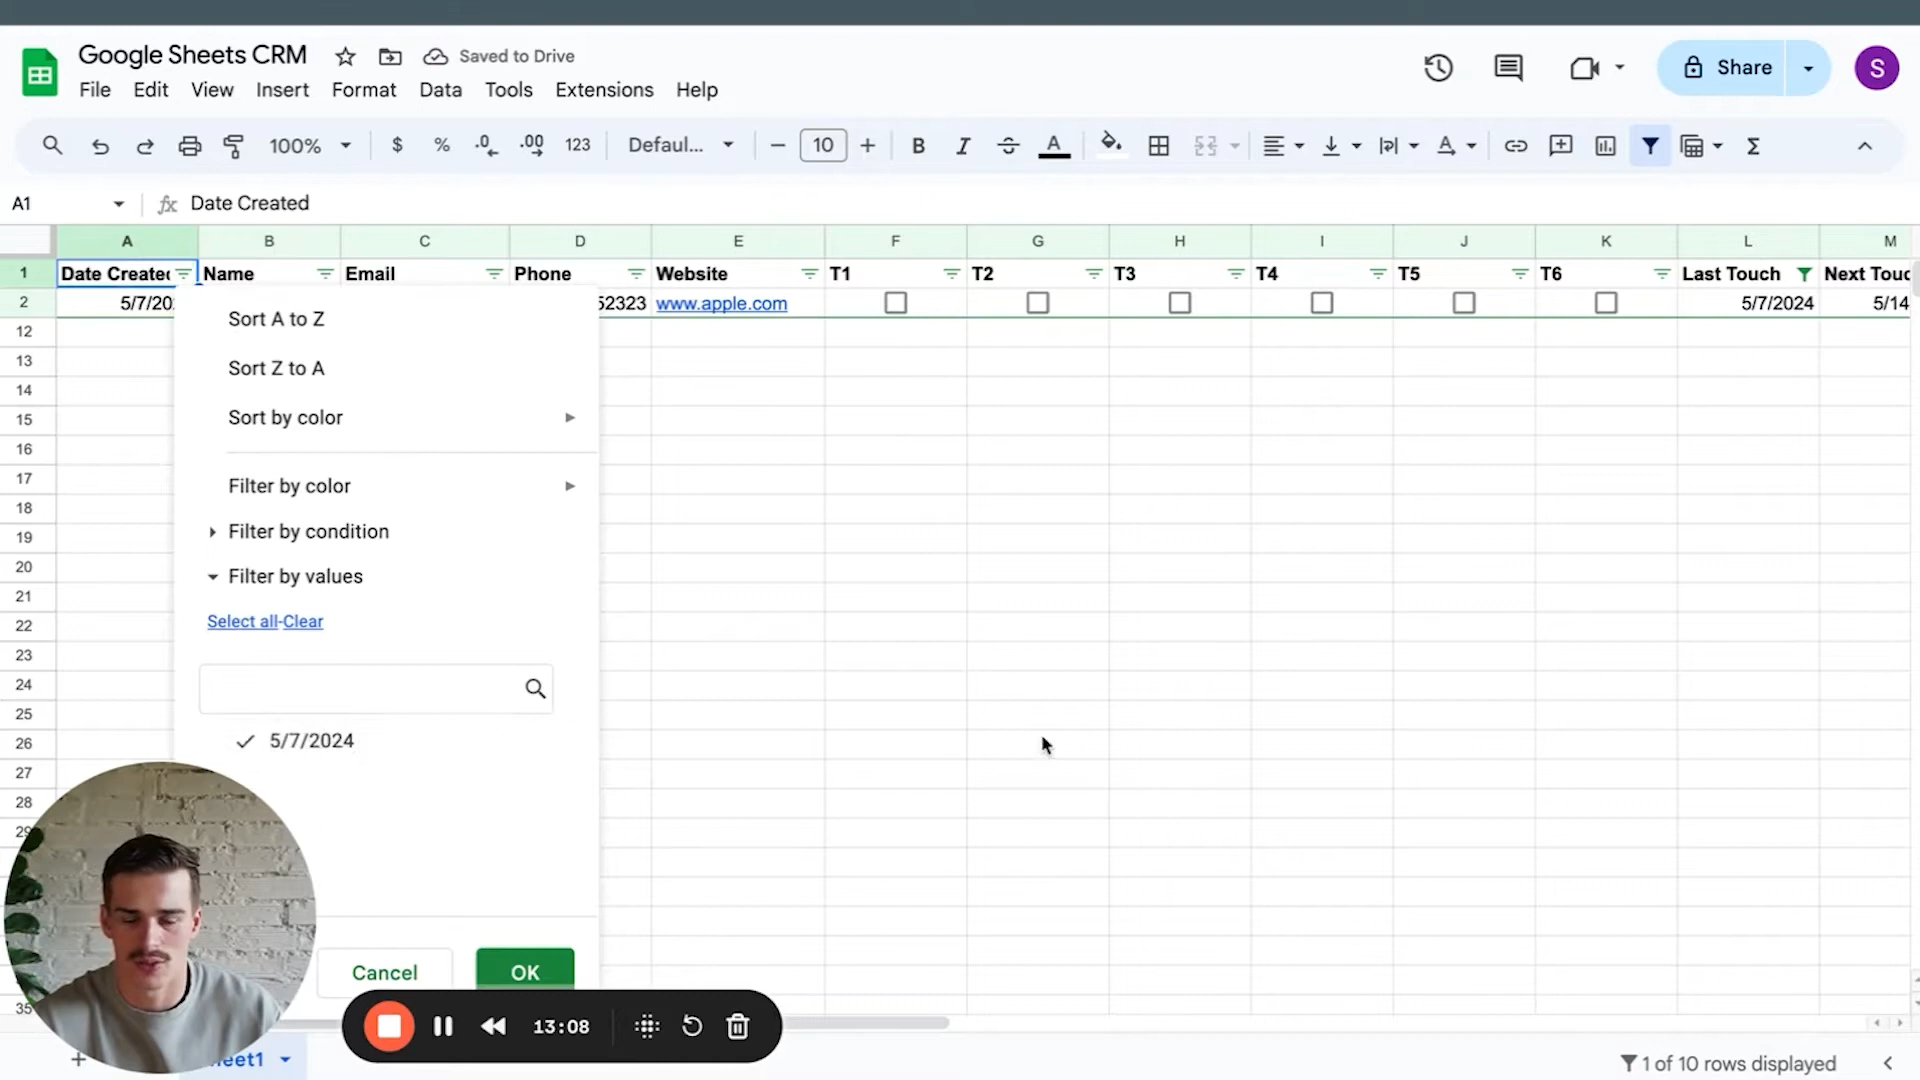 Google Sheets CRM Saved to Drive
File Edit View Insert Format Data Tools Extensions Help
Share
S
100% $ % .0 .00 123 Defaul... 10 B I A
A1 fx Date Created
A B C D E F G H I J K L M
1 Date Created Name Email Phone Website T1 T2 T3 T4 T5 T6 Last Touch Next Touc
2 5/7/20 52323 www.apple.com 5/7/2024 5/14
12
13
14
15
16
17
18
19
20
21
22
23
24
25
26
27
28
29
35
Sort A to Z
Sort Z to A
Sort by color
Filter by color
Filter by condition
Filter by values
Select all-Clear
5/7/2024
Cancel OK
13:08
heet1
1 of 10 rows displayed